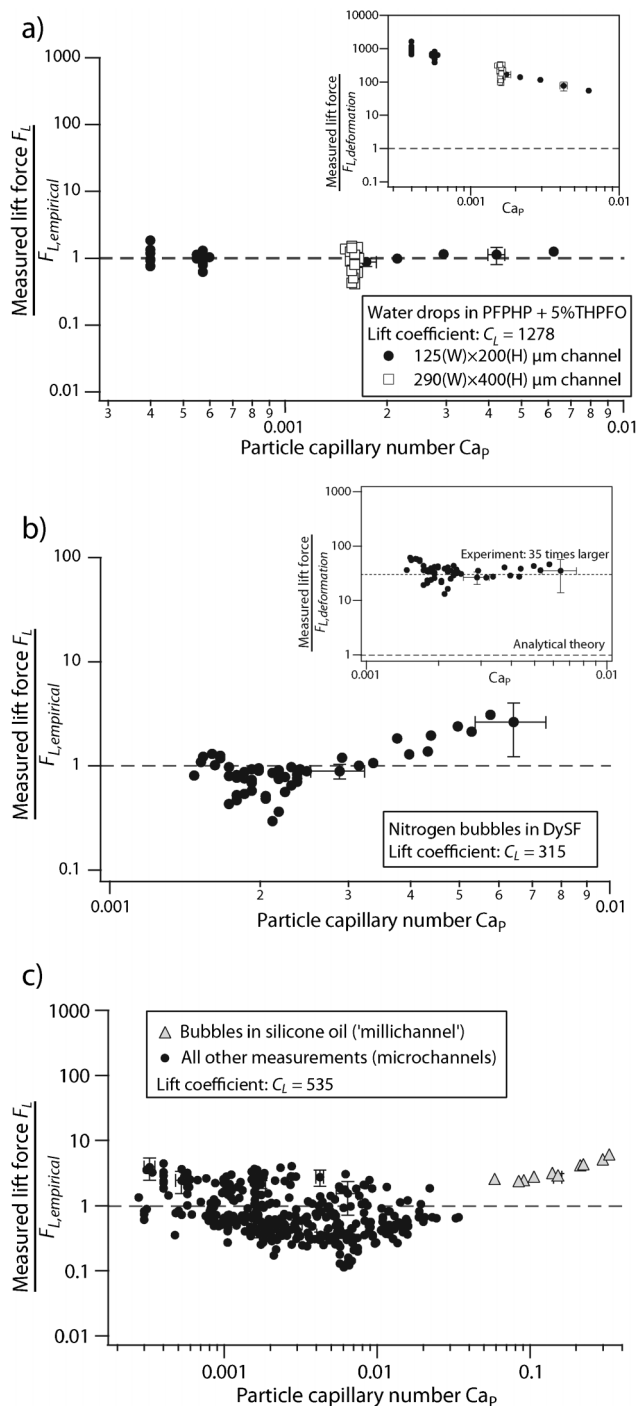 a)
1000
100
10
1
0.1
0.01
Measured lift force F_L
F_L,empirical
10000
1000
100
10
1
0.1
Measured lift force
F_L,deformation
0.001
0.01
Ca_P
Water drops in PFPHP + 5%THPFO
Lift coefficient: C_L = 1278
125(W)×200(H) μm channel
290(W)×400(H) μm channel
3 4 5 6 7 8 9 0.001 2 3 4 5 6 7 8 9 0.01
Particle capillary number Ca_P
b)
100
10
1
0.1
Measured lift force F_L
F_L,empirical
1000
100
10
1
Measured lift force
F_L,deformation
Experiment: 35 times larger
Analytical theory
0.001
0.01
Ca_P
Nitrogen bubbles in DySF
Lift coefficient: C_L = 315
0.001 2 3 4 5 6 7 8 9 0.01
Particle capillary number Ca_P
c)
1000
100
10
1
0.1
0.01
Measured lift force F_L
F_L,empirical
Bubbles in silicone oil ('millichannel')
All other measurements (microchannels)
Lift coefficient: C_L = 535
0.001 0.01 0.1
Particle capillary number Ca_P